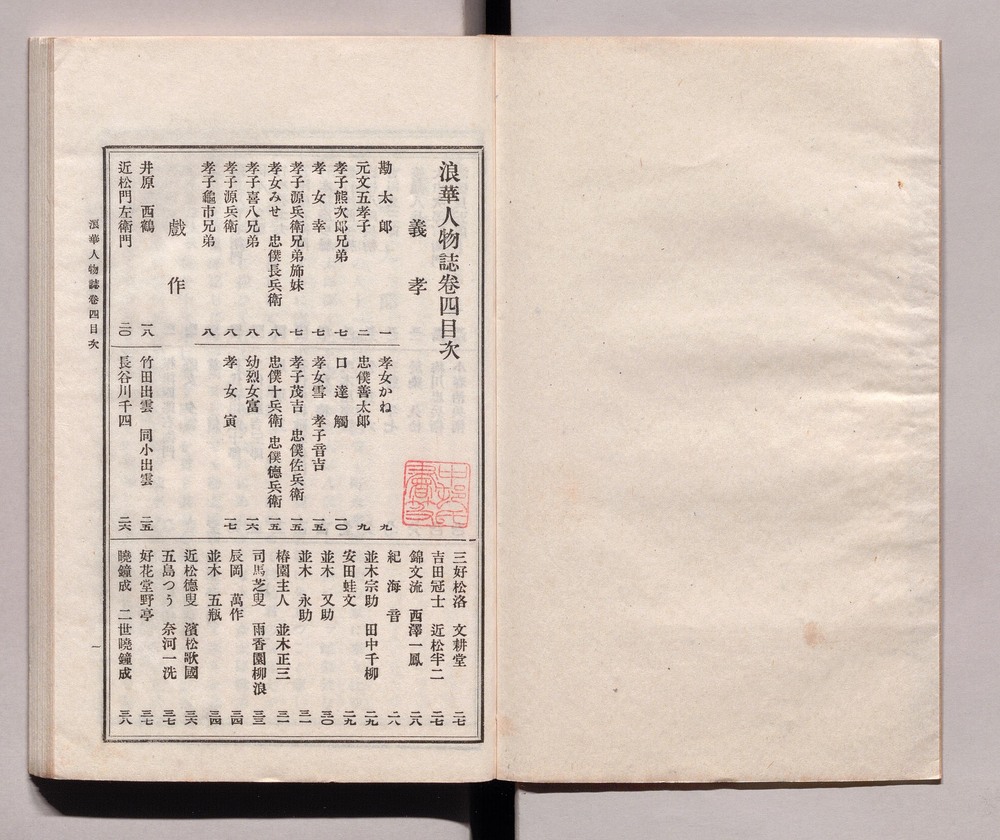 浪華人物誌卷四目次
義孝
勘太郎 一
元文五孝子 二
孝子熊次郎兄弟 七
孝女幸 七
孝子源兵衛兄弟姉妹 七
孝女みせ 忠僕長兵衛 八
孝子喜八兄弟 八
孝子源兵衛 八
孝子龜市兄弟 八
孝女かね 九
忠僕善太郎 九
口達觸 一〇
孝女雪 孝子音吉 一五
孝子茂吉 忠僕佐兵衛 一五
忠僕十兵衛 忠僕德兵衛 一五
幼烈女富 一六
孝女寅 一七
戲作
井原西鶴 一八
近松門左衛門 二〇
竹田出雲 同小出雲 二五
長谷川千四 二六
三好松洛 文耕堂 二七
吉田冠士 近松半二 二七
錦文流 西澤一鳳 二八
紀海音 二八
並木宗助 田中千柳 二九
安田蛙文 二九
並木又助 三〇
並木永助 三一
椿園主人 並木正三 三一
司馬芝叟 雨香園柳浪 三三
辰岡萬作 三四
並木五瓶 三四
近松德叟 濱松歌國 三六
五島つう 奈河一洗 三七
好花堂野亭 三七
曉鐘成 二世曉鐘成 三八
浪華人物誌卷四目次
一